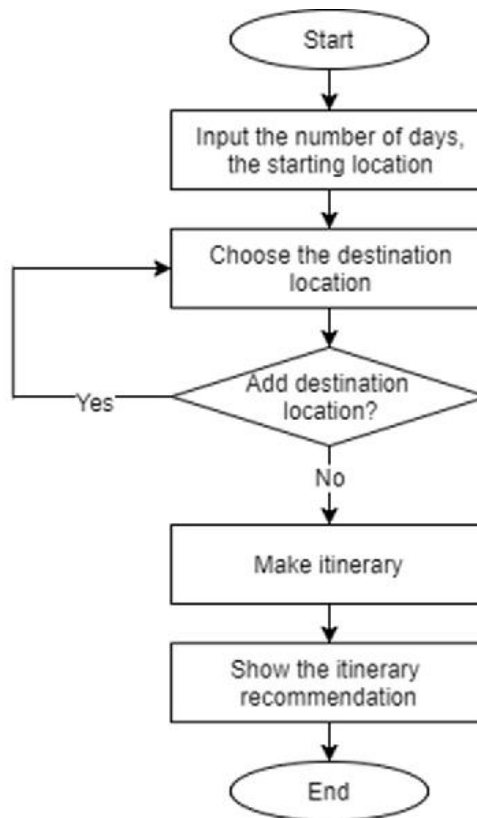 Start
Input the number of days,
the starting location
Choose the destination
location
Add destination
location?
Yes
No
Make itinerary
Show the itinerary
recommendation
End